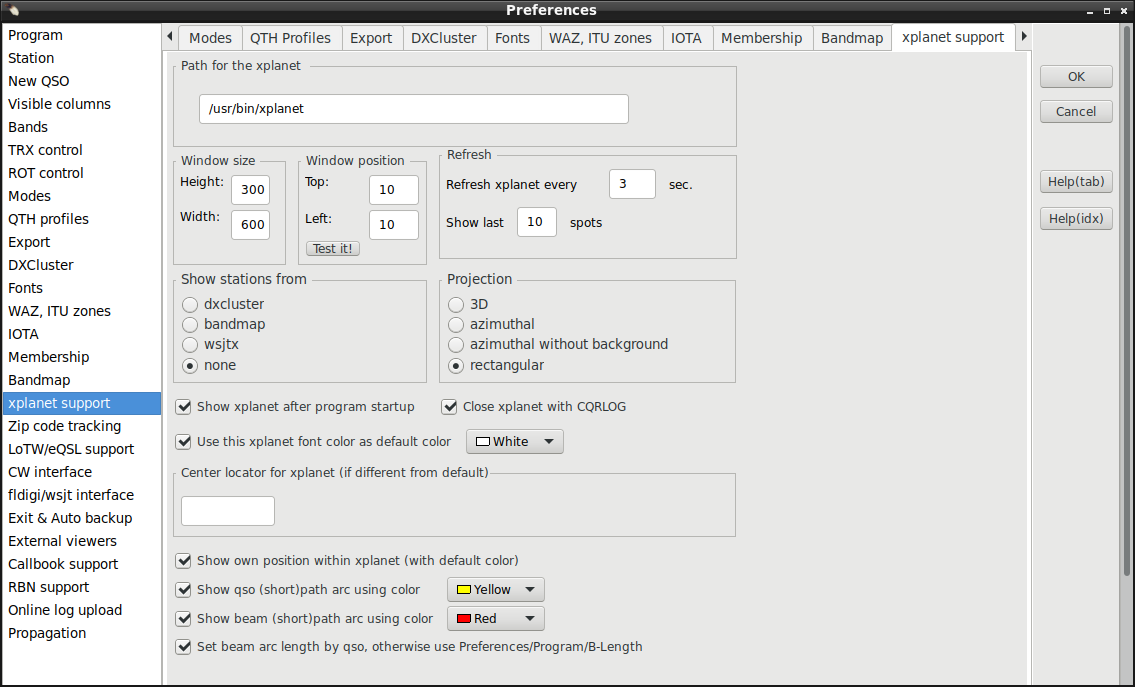 Preferences
Program
Station
New QSO
Visible columns
Bands
TRX control
ROT control
Modes
QTH profiles
Export
DXCluster
Fonts
WAZ, ITU zones
IOTA
Membership
Bandmap
xplanet support
Zip code tracking
LoTW/eQSL support
CW interface
fldigi/wsjt interface
Exit & Auto backup
External viewers
Callbook support
RBN support
Online log upload
Propagation
Modes QTH Profiles Export DXCluster Fonts WAZ, ITU zones IOTA Membership Bandmap xplanet support
Path for the xplanet
/usr/bin/xplanet
Window size
Height: 300
Width: 600
Window position
Top: 10
Left: 10
Test it!
Refresh
Refresh xplanet every 3 sec.
Show last 10 spots
Show stations from
dxcluster
bandmap
wsjtx
none
Projection
3D
azimuthal
azimuthal without background
rectangular
Show xplanet after program startup Close xplanet with CQRLOG
Use this xplanet font color as default color White
Center locator for xplanet (if different from default)
Show own position within xplanet (with default color)
Show qso (short)path arc using color Yellow
Show beam (short)path arc using color Red
Set beam arc length by qso, otherwise use Preferences/Program/B-Length
OK
Cancel
Help(tab)
Help(idx)